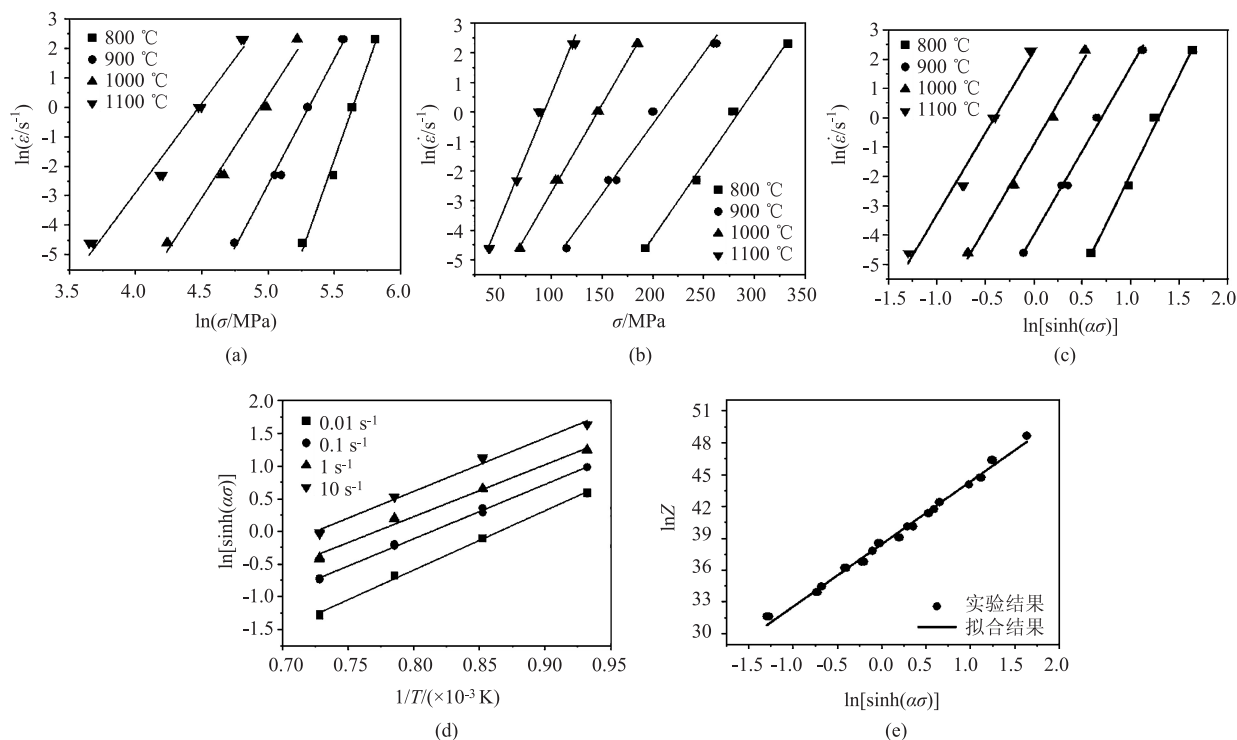 3
2
1
0
-1
-2
-3
-4
-5
ln(ε̇/s⁻¹)
800 ℃
900 ℃
1000 ℃
1100 ℃
3.5 4.0 4.5 5.0 5.5 6.0
ln(σ/MPa)
(a)
3
2
1
0
-1
-2
-3
-4
-5
ln(ε̇/s⁻¹)
800 ℃
900 ℃
1000 ℃
1100 ℃
50 100 150 200 250 300 350
σ/MPa
(b)
3
2
1
0
-1
-2
-3
-4
-5
ln(ε̇/s⁻¹)
800 ℃
900 ℃
1000 ℃
1100 ℃
-1.5 -1.0 -0.5 0.0 0.5 1.0 1.5 2.0
ln[sinh(ασ)]
(c)
2.0
1.5
1.0
0.5
0.0
-0.5
-1.0
-1.5
ln[sinh(ασ)]
0.01 s⁻¹
0.1 s⁻¹
1 s⁻¹
10 s⁻¹
0.70 0.75 0.80 0.85 0.90 0.95
1/T/(×10⁻³ K)
(d)
51
48
45
42
39
36
33
30
lnZ
实验结果
拟合结果
-1.5 -1.0 -0.5 0.0 0.5 1.0 1.5 2.0
ln[sinh(ασ)]
(e)